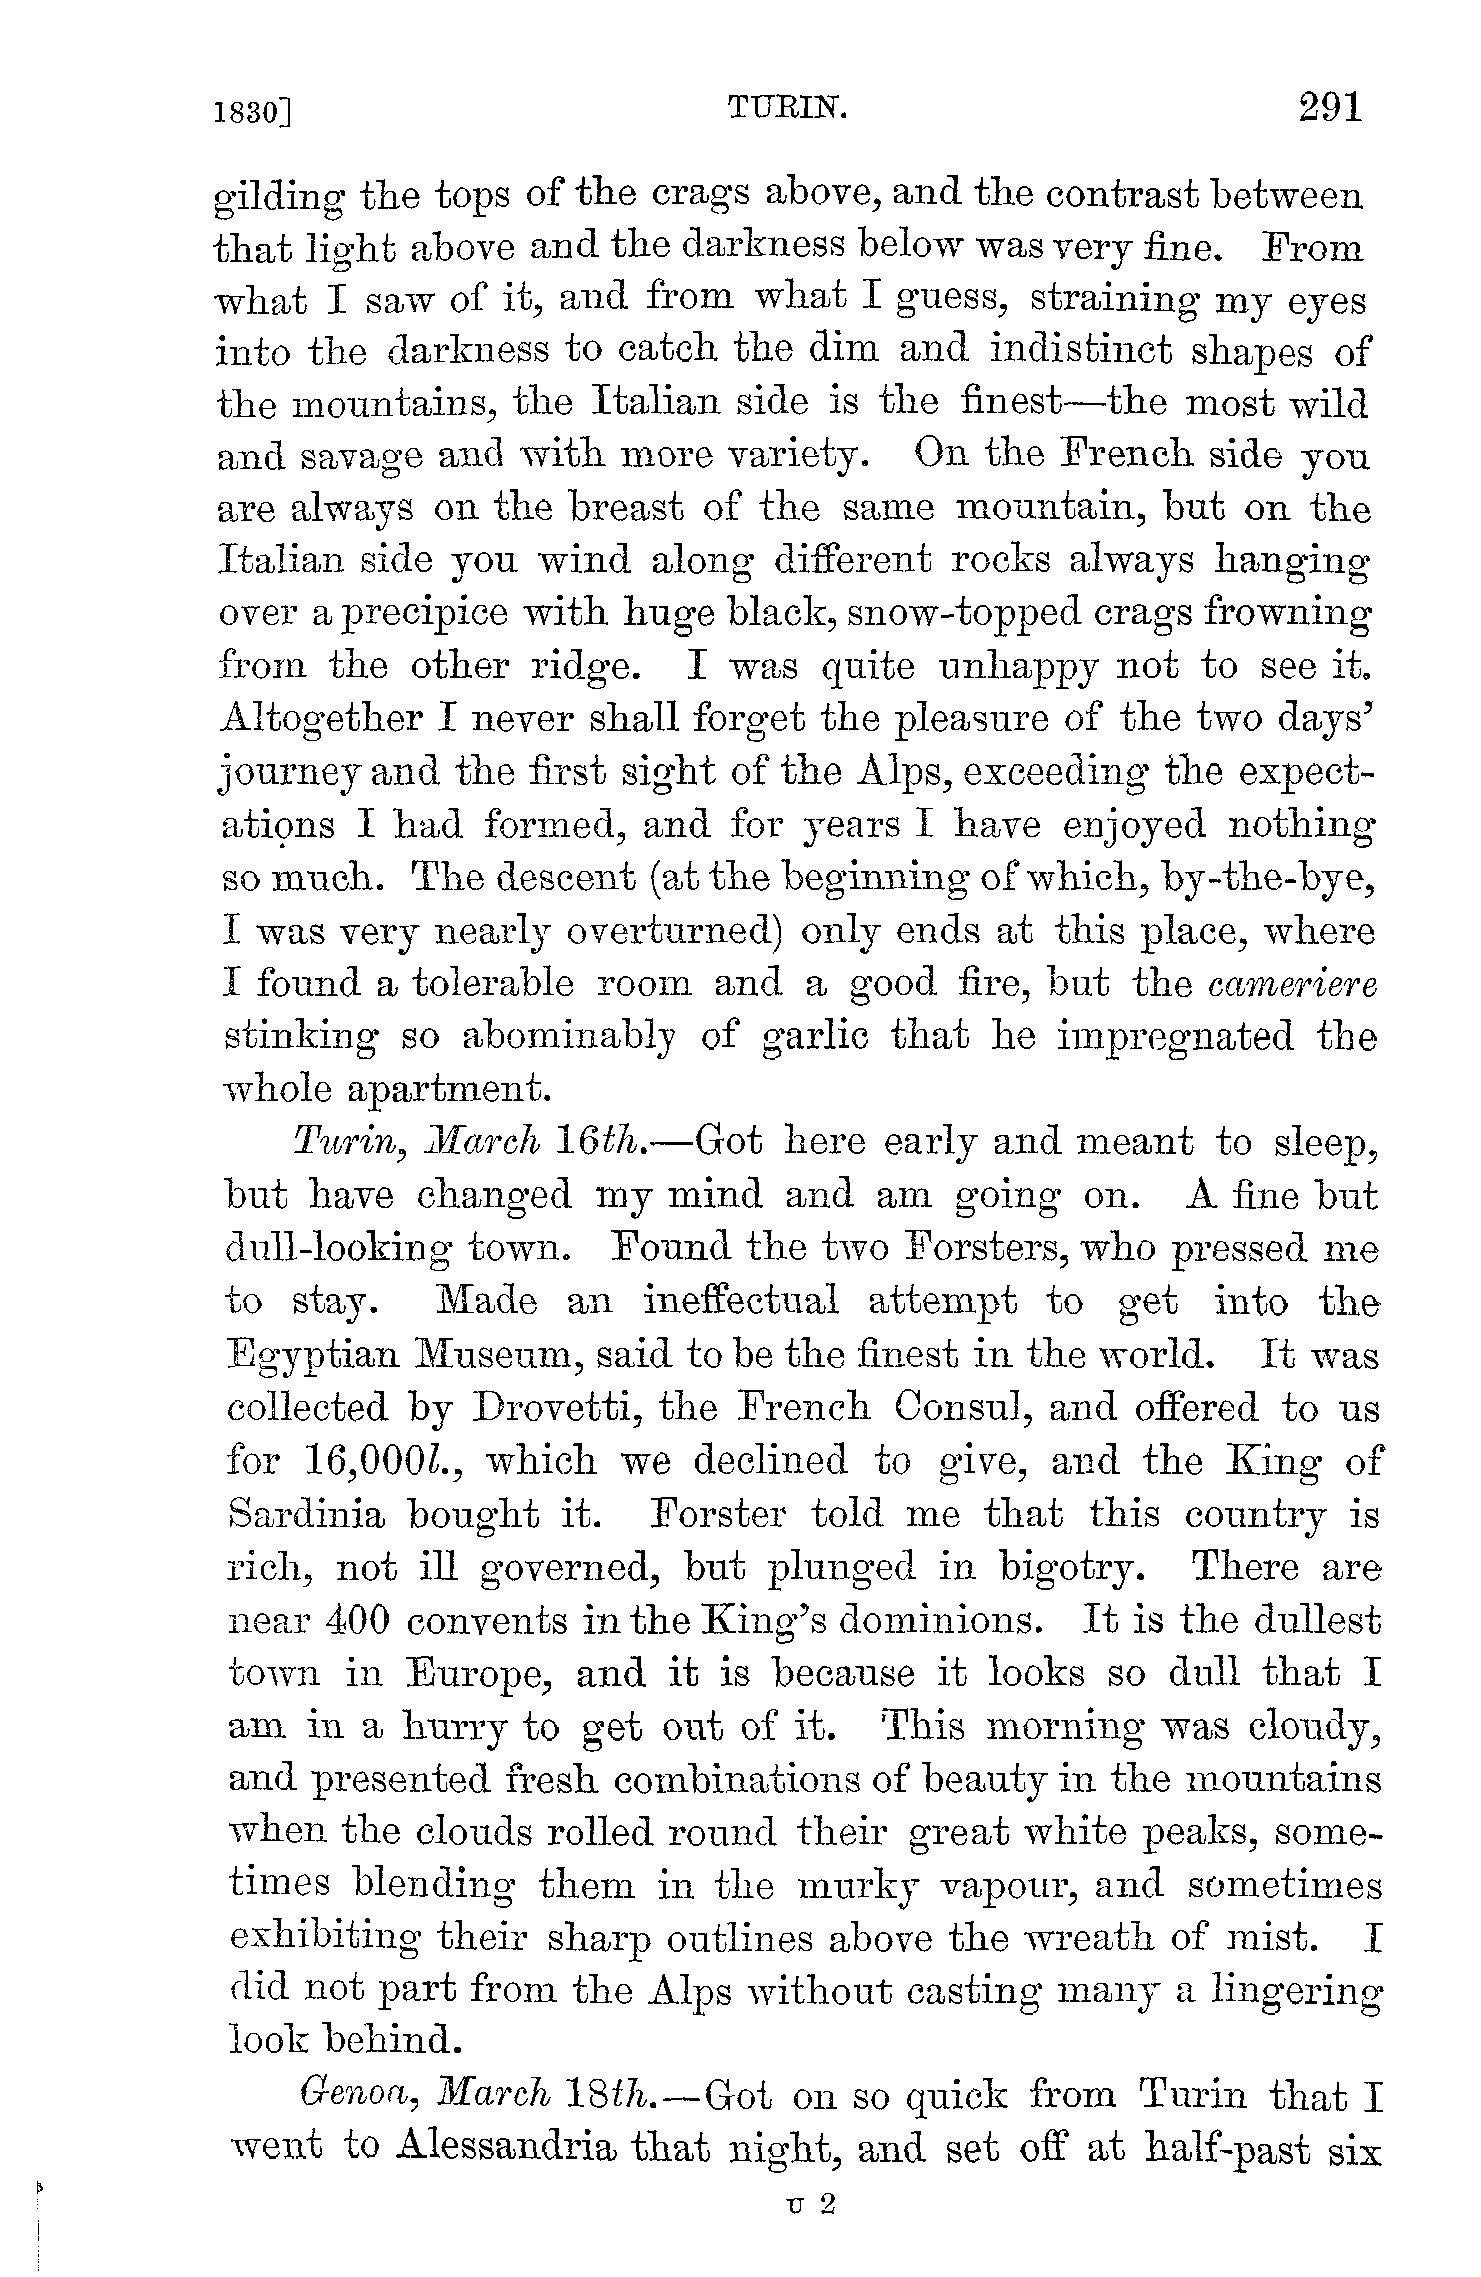 1830] TURIN. 291
gilding the tops of the crags above, and the contrast between
that light above and the darkness below was very fine. From
what I saw of it, and from what I guess, straining my eyes
into the darkness to catch the dim and indistinct shapes of
the mountains, the Italian side is the finest—the most wild
and savage and with more variety. On the French side you
are always on the breast of the same mountain, but on the
Italian side you wind along different rocks always hanging
over a precipice with huge black, snow-topped crags frowning
from the other ridge. I was quite unhappy not to see it.
Altogether I never shall forget the pleasure of the two days'
journey and the first sight of the Alps, exceeding the expect-
ations I had formed, and for years I have enjoyed nothing
so much. The descent (at the beginning of which, by-the-bye,
I was very nearly overturned) only ends at this place, where
I found a tolerable room and a good fire, but the cameriere
stinking so abominably of garlic that he impregnated the
whole apartment.
Turin, March 16th.—Got here early and meant to sleep,
but have changed my mind and am going on. A fine but
dull-looking town. Found the two Forsters, who pressed me
to stay. Made an ineffectual attempt to get into the
Egyptian Museum, said to be the finest in the world. It was
collected by Drovetti, the French Consul, and offered to us
for 16,000l., which we declined to give, and the King of
Sardinia bought it. Forster told me that this country is
rich, not ill governed, but plunged in bigotry. There are
near 400 convents in the King's dominions. It is the dullest
town in Europe, and it is because it looks so dull that I
am in a hurry to get out of it. This morning was cloudy,
and presented fresh combinations of beauty in the mountains
when the clouds rolled round their great white peaks, some-
times blending them in the murky vapour, and sometimes
exhibiting their sharp outlines above the wreath of mist. I
did not part from the Alps without casting many a lingering
look behind.
Genoa, March 18th.—Got on so quick from Turin that I
went to Alessandria that night, and set off at half-past six
U 2